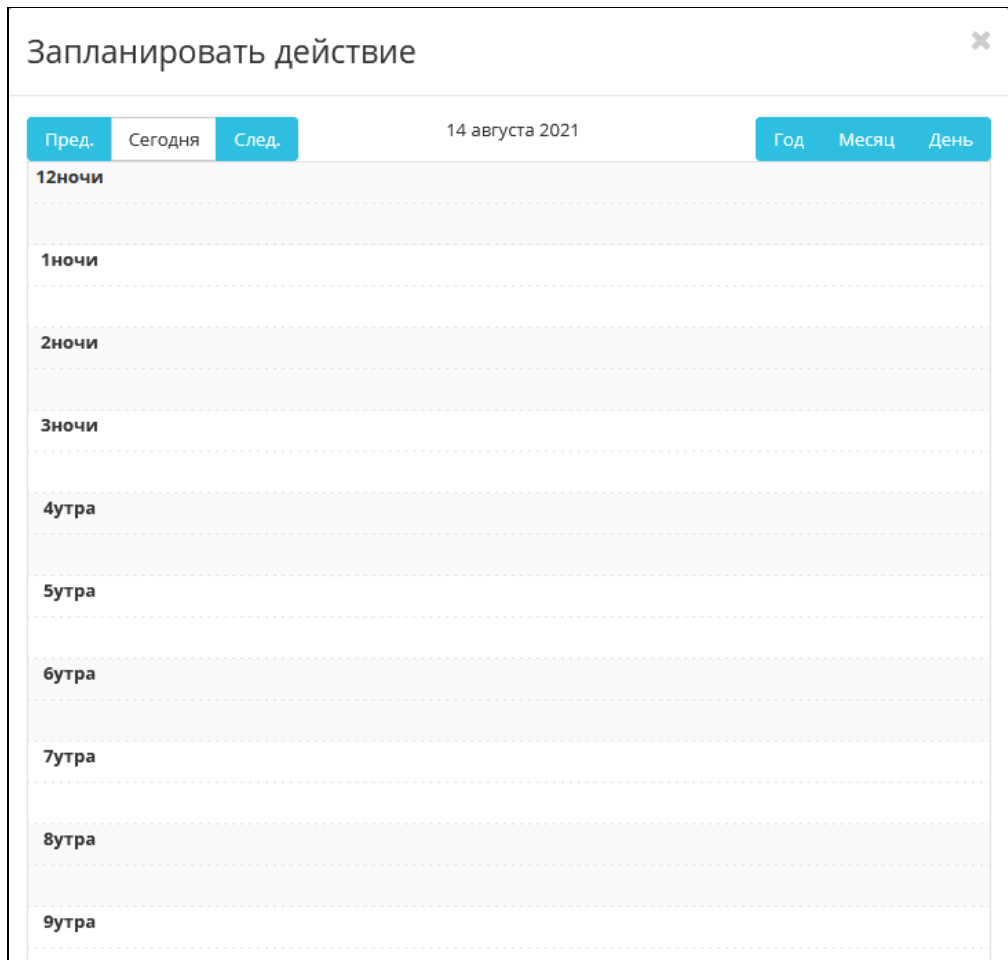 Запланировать действие
Пред. Сегодня След. 14 августа 2021 Год Месяц День
12ночи
1ночи
2ночи
3ночи
4утра
5утра
6утра
7утра
8утра
9утра